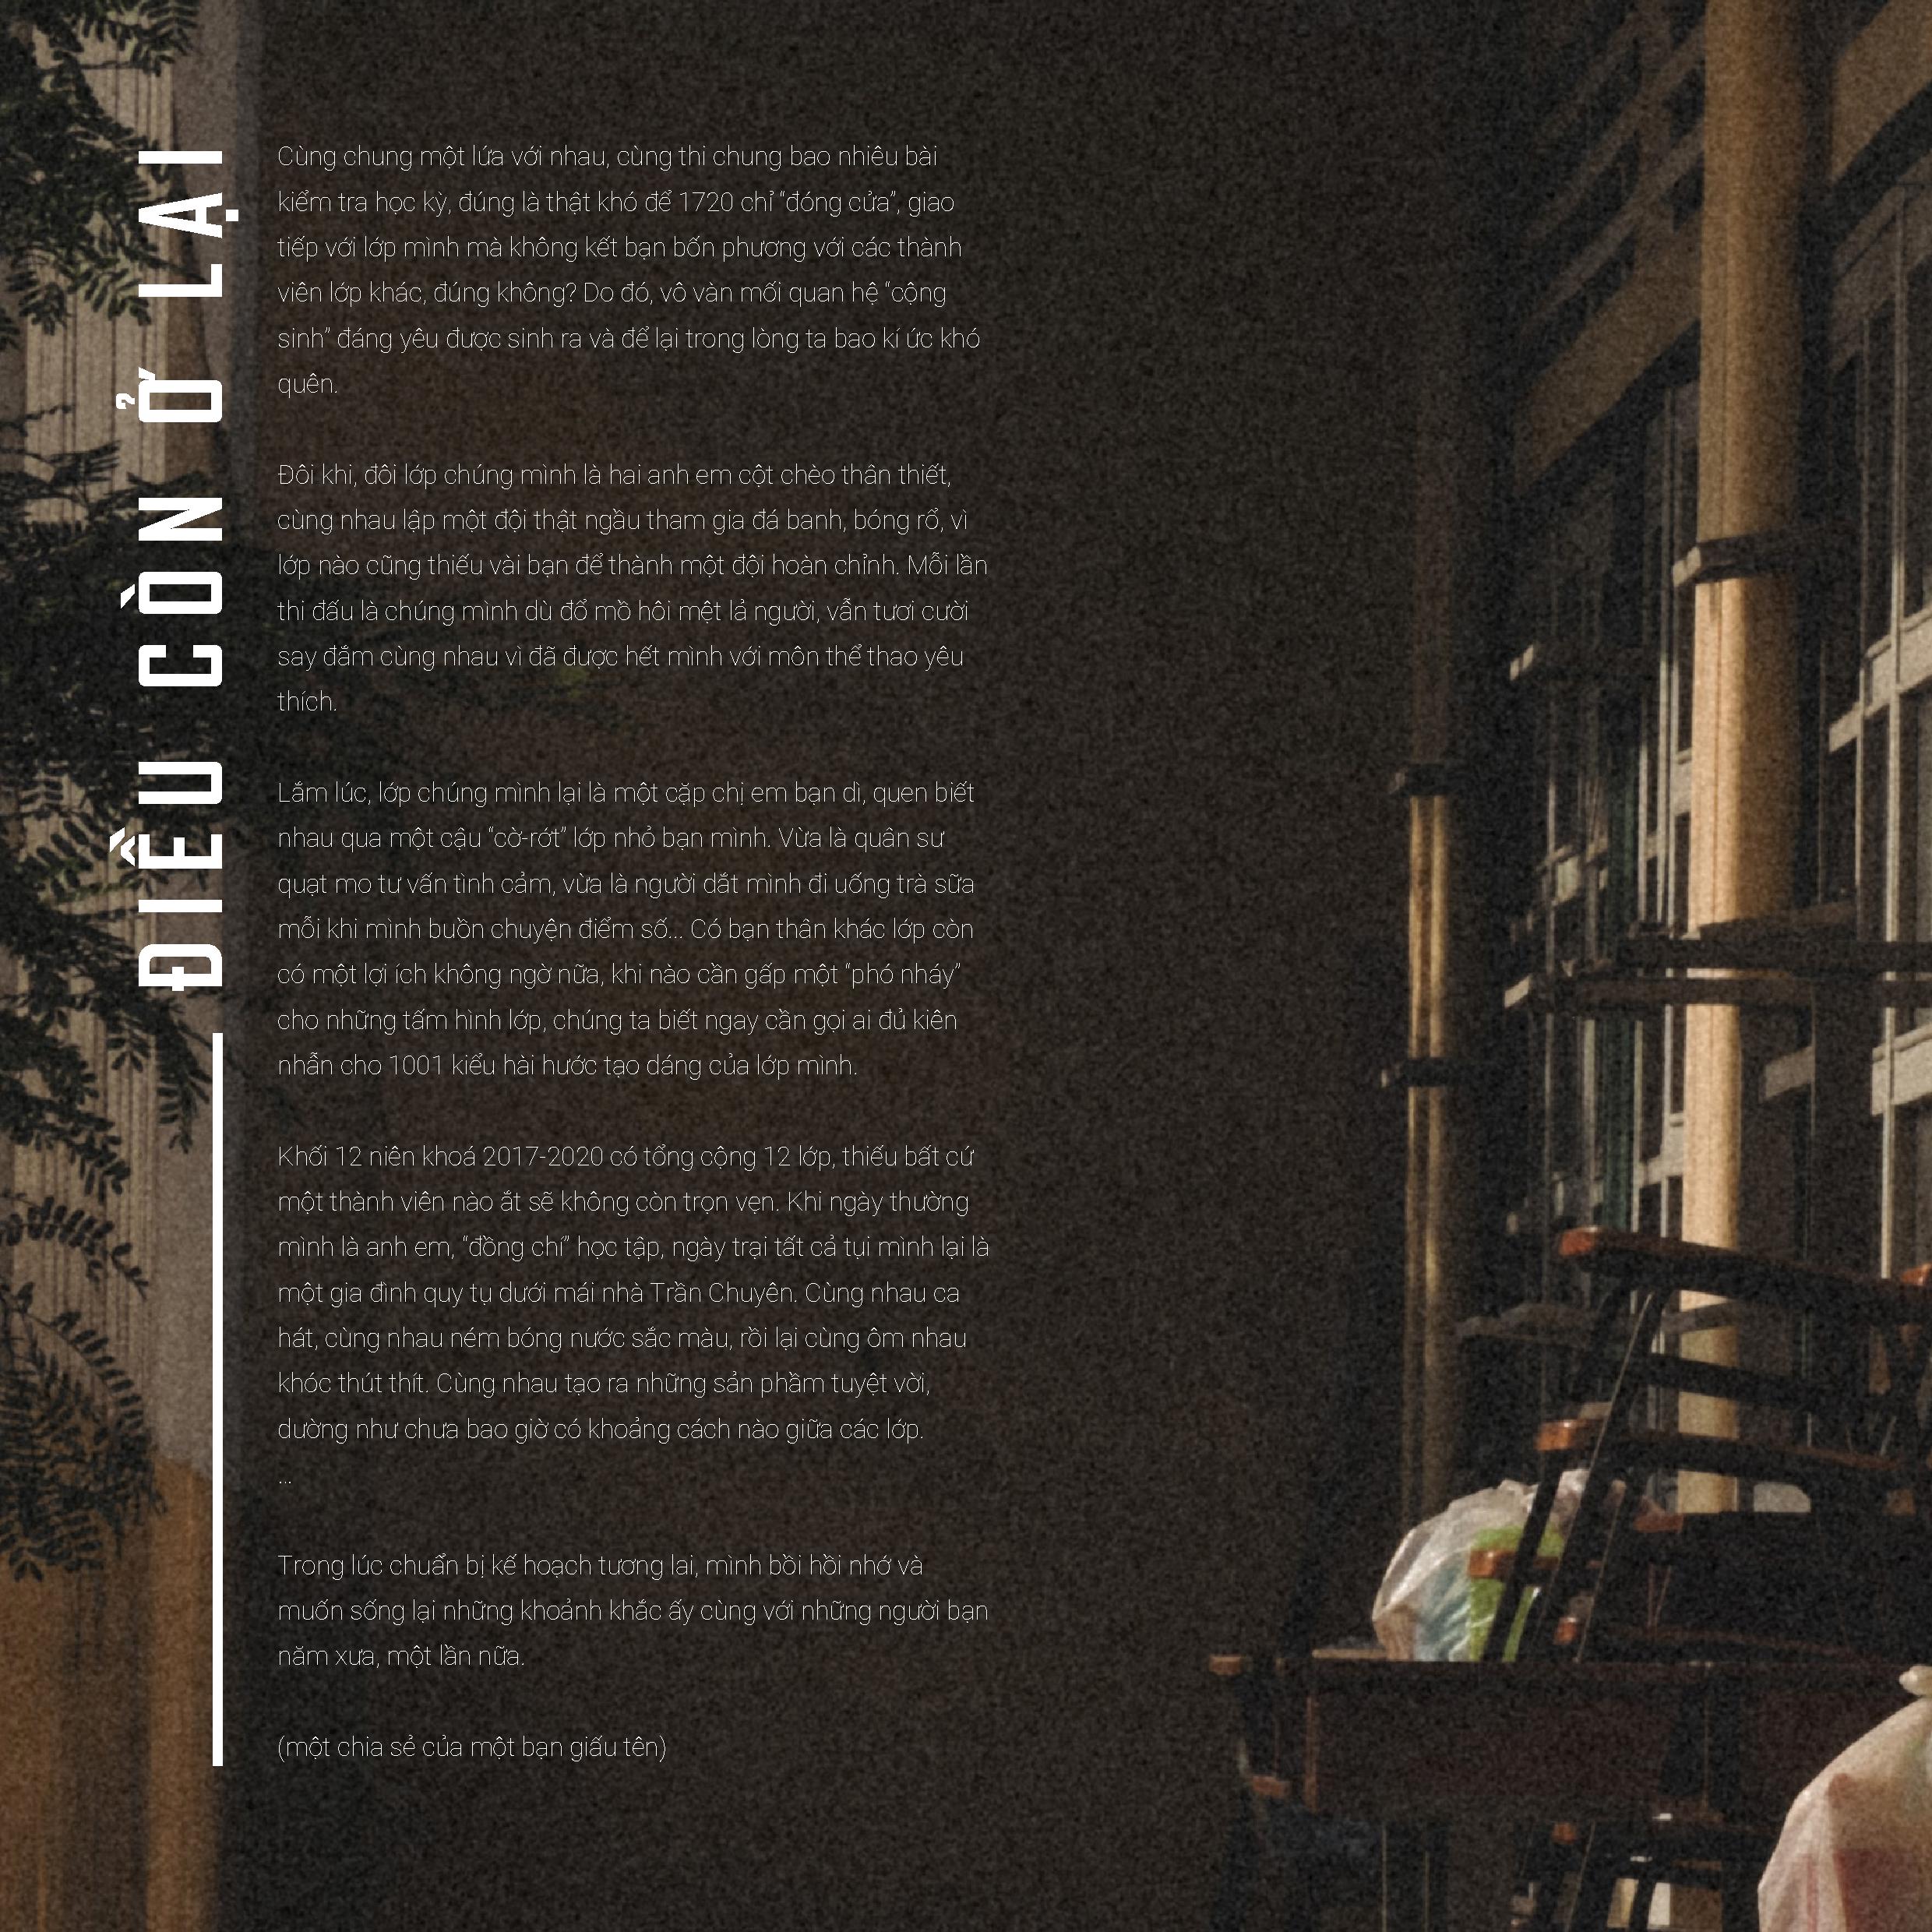 ĐIỀU CÒN Ở LẠI
Cùng chung một lứa với nhau, cùng thi chung bao nhiêu bài
kiểm tra học kỳ, đúng là thật khó để 1720 chỉ “đóng cửa”, giao
tiếp với lớp mình mà không kết bạn bốn phương với các thành
viên lớp khác, đúng không? Do đó, vô vàn mối quan hệ “cộng
sinh” đáng yêu được sinh ra và để lại trong lòng ta bao kí ức khó
quên.
Đôi khi, đôi lớp chúng mình là hai anh em cột chèo thân thiết,
cùng nhau lập một đội thật ngầu tham gia đá banh, bóng rổ, vì
lớp nào cũng thiếu vài bạn để thành một đội hoàn chỉnh. Mỗi lần
thi đấu là chúng mình dù đổ mồ hôi mệt lả người, vẫn tươi cười
say đắm cùng nhau vì đã được hết mình với môn thể thao yêu
thích.
Lắm lúc, lớp chúng mình lại là một cặp chị em bạn dì, quen biết
nhau qua một cậu “cờ-rớt” lớp nhỏ bạn mình. Vừa là quân sư
quạt mo tư vấn tình cảm, vừa là người dắt mình đi uống trà sữa
mỗi khi mình buồn chuyện điểm số... Có bạn thân khác lớp còn
có một lợi ích không ngờ nữa, khi nào cần gấp một “phó nháy”
cho những tấm hình lớp, chúng ta biết ngay cần gọi ai đủ kiên
nhẫn cho 1001 kiểu hài hước tạo dáng của lớp mình.
Khối 12 niên khoá 2017-2020 có tổng cộng 12 lớp, thiếu bất cứ
một thành viên nào ắt sẽ không còn trọn vẹn. Khi ngày thường
mình là anh em, “đồng chí” học tập, ngày trại tất cả tụi mình lại là
một gia đình quy tụ dưới mái nhà Trần Chuyên. Cùng nhau ca
hát, cùng nhau ném bóng nước sắc màu, rồi lại cùng ôm nhau
khóc thút thít. Cùng nhau tạo ra những sản phầm tuyệt vời,
dường như chưa bao giờ có khoảng cách nào giữa các lớp.
...
Trong lúc chuẩn bị kế hoạch tương lai, mình bồi hồi nhớ và
muốn sống lại những khoảnh khắc ấy cùng với những người bạn
năm xưa, một lần nữa.
(một chia sẻ của một bạn giấu tên)